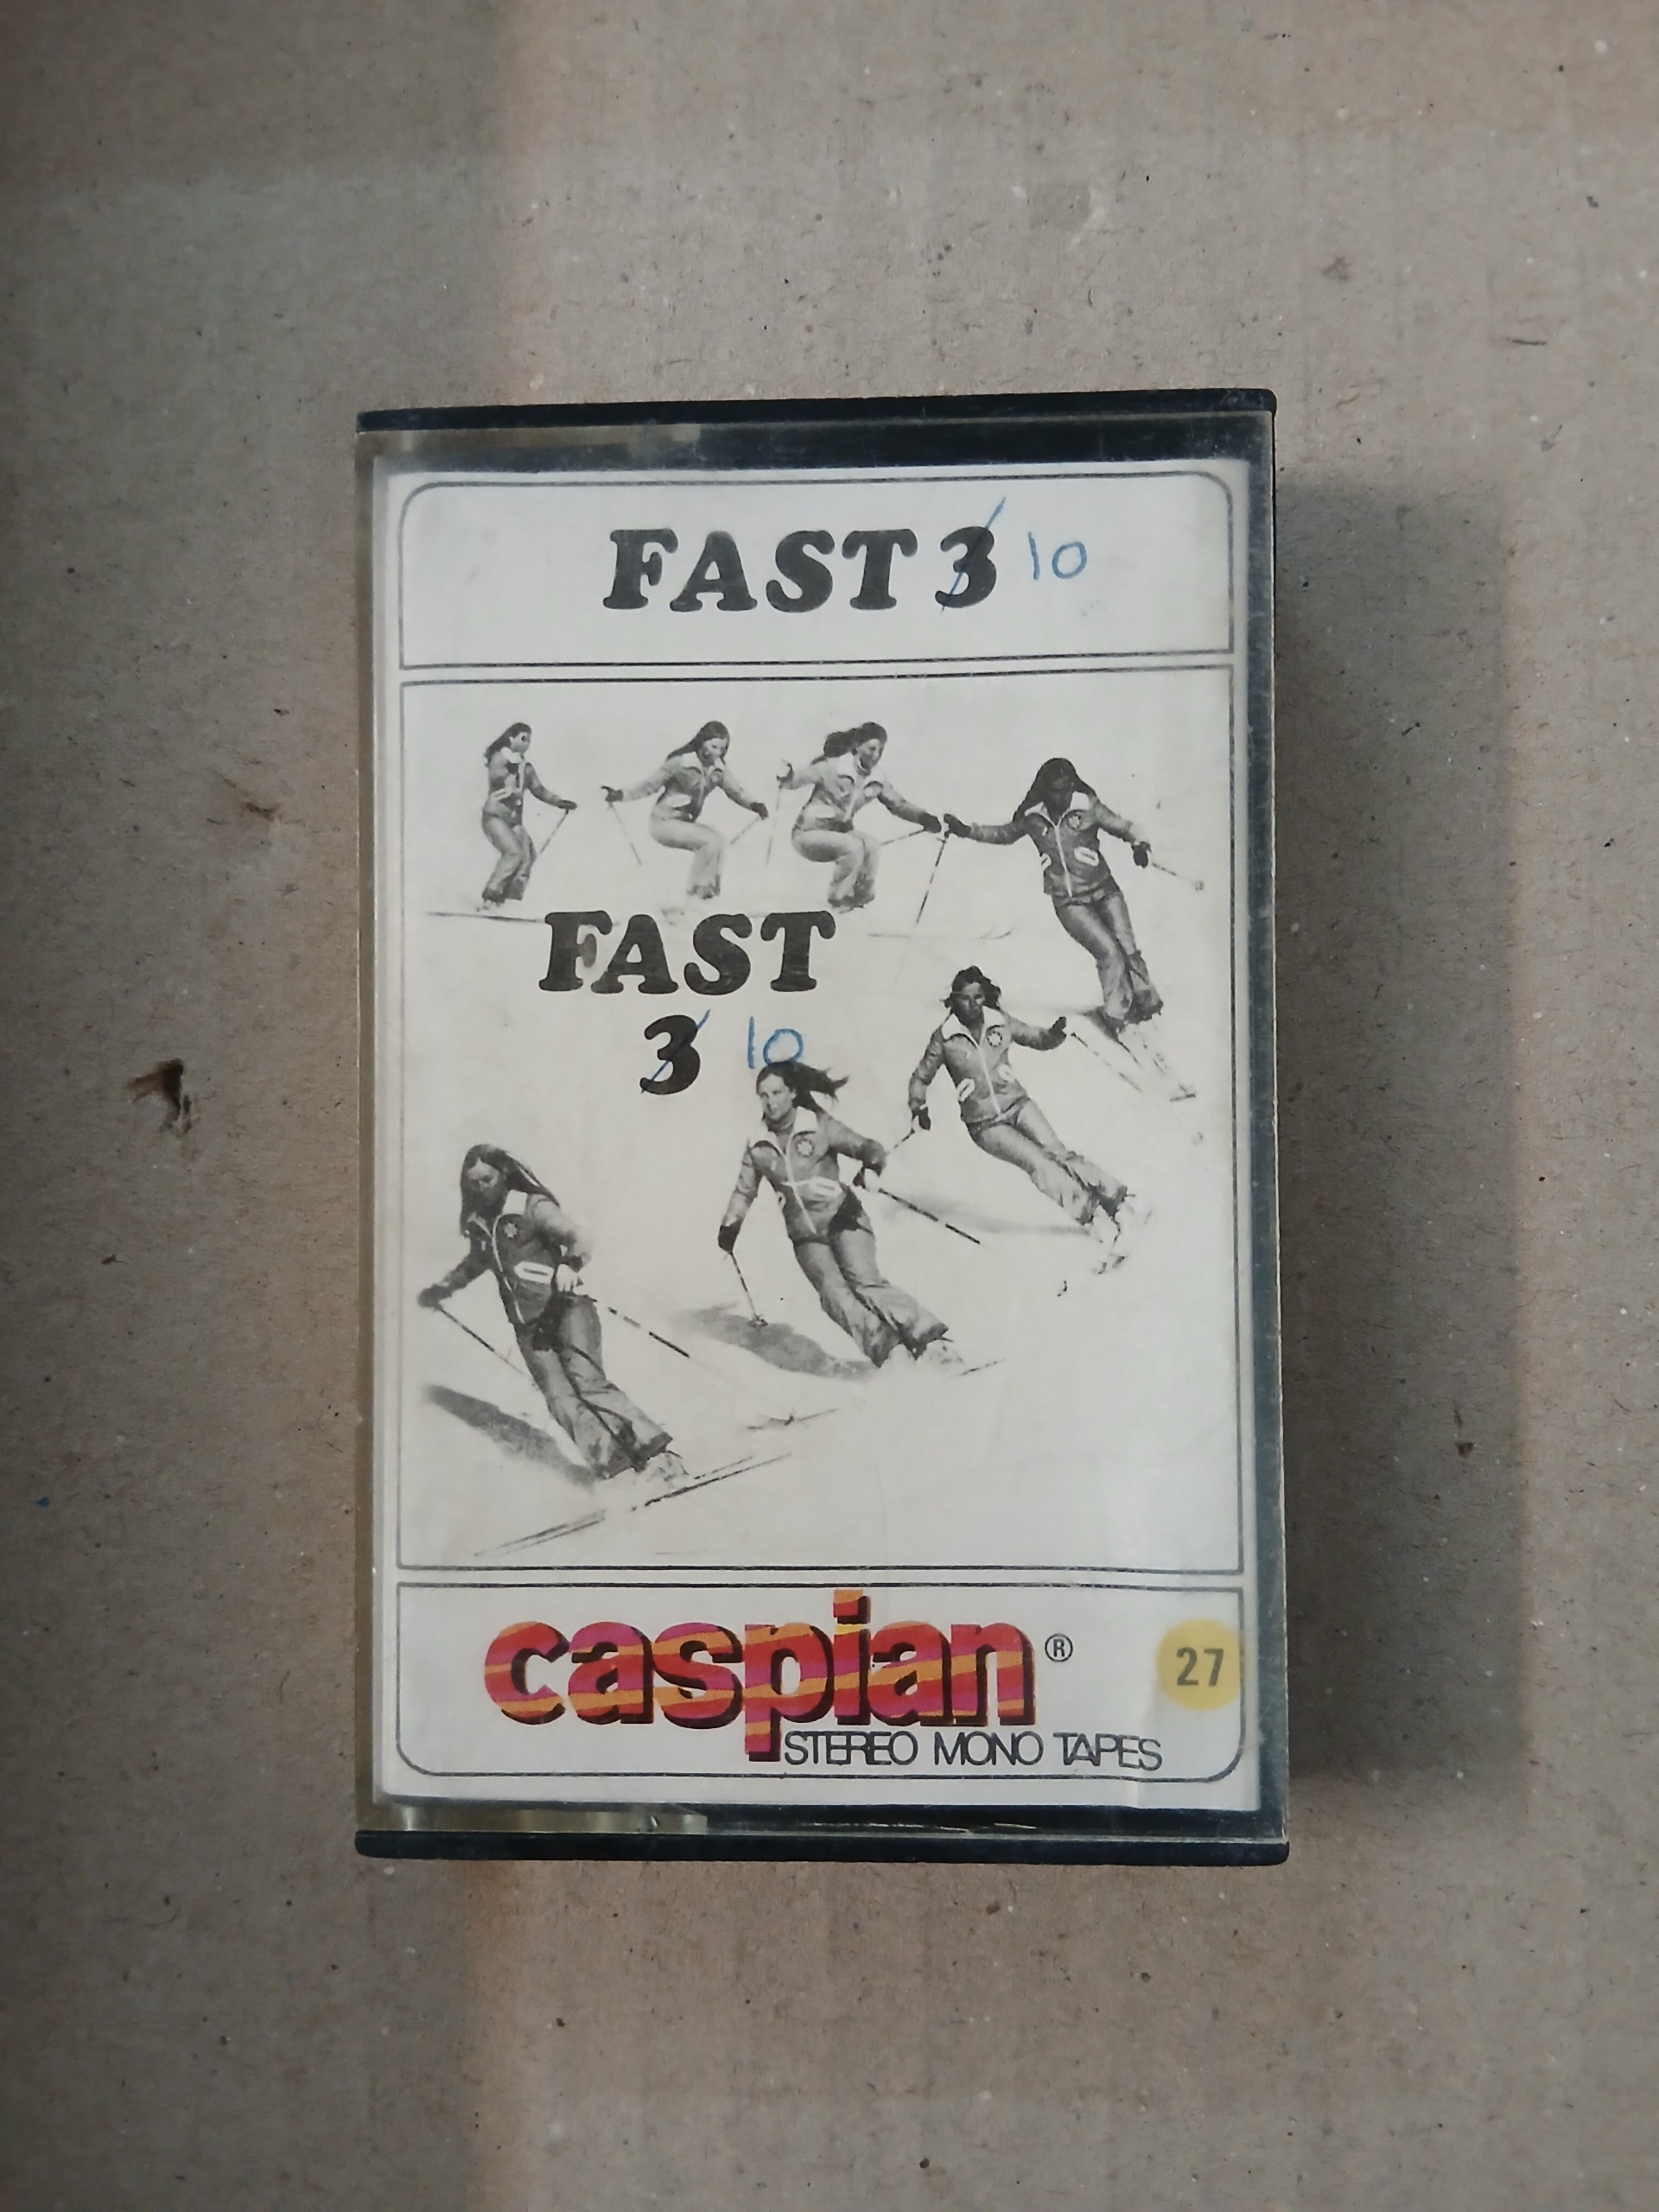 FAST 3 10
FAST
3 10
caspian ®
27
STEREO MONO TAPES